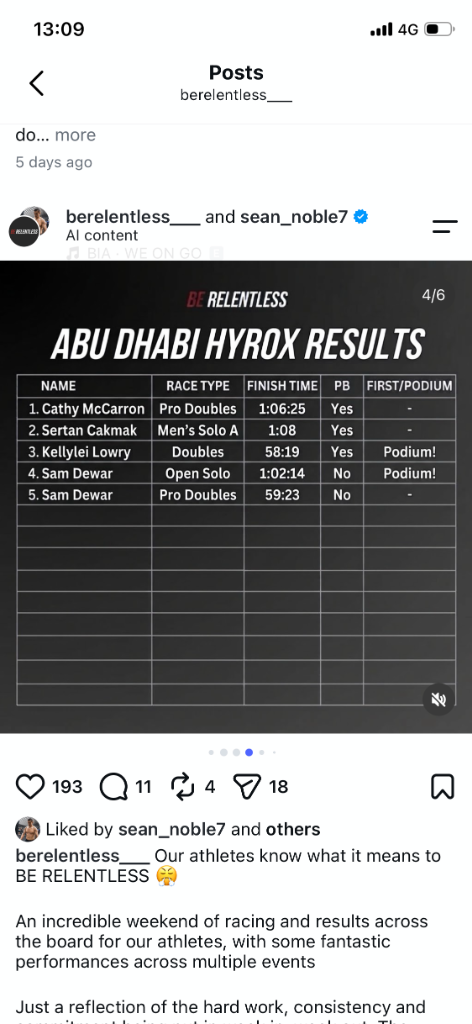 13:09
4G
Posts
berelentless___
do... more
5 days ago
berelentless___ and sean_noble7
AI content
BIA · WE ON GO
BE RELENTLESS
BE RELENTLESS
4/6
ABU DHABI HYROX RESULTS
NAME RACE TYPE FINISH TIME PB FIRST/PODIUM
1. Cathy McCarron Pro Doubles 1:06:25 Yes -
2. Sertan Cakmak Men's Solo A 1:08 Yes -
3. Kellylei Lowry Doubles 58:19 Yes Podium!
4. Sam Dewar Open Solo 1:02:14 No Podium!
5. Sam Dewar Pro Doubles 59:23 No -
193 11 4 18
Liked by sean_noble7 and others
berelentless___ Our athletes know what it means to
BE RELENTLESS 😤
An incredible weekend of racing and results across
the board for our athletes, with some fantastic
performances across multiple events
Just a reflection of the hard work, consistency and